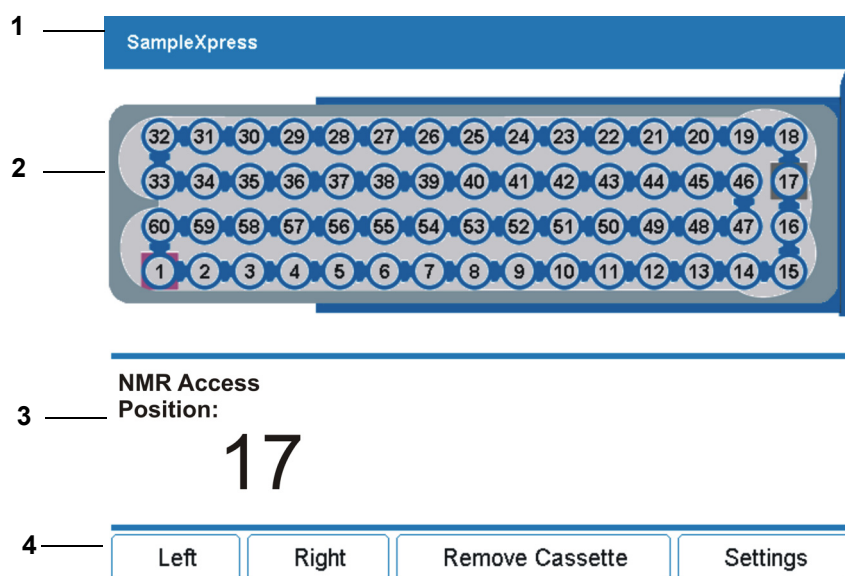 1
SampleXpress
2
32 31 30 29 28 27 26 25 24 23 22 21 20 19 18
33 34 35 36 37 38 39 40 41 42 43 44 45 46 17
60 59 58 57 56 55 54 53 52 51 50 49 48 47 16
1 2 3 4 5 6 7 8 9 10 11 12 13 14 15
NMR Access
3
Position:
17
4
Left Right Remove Cassette Settings